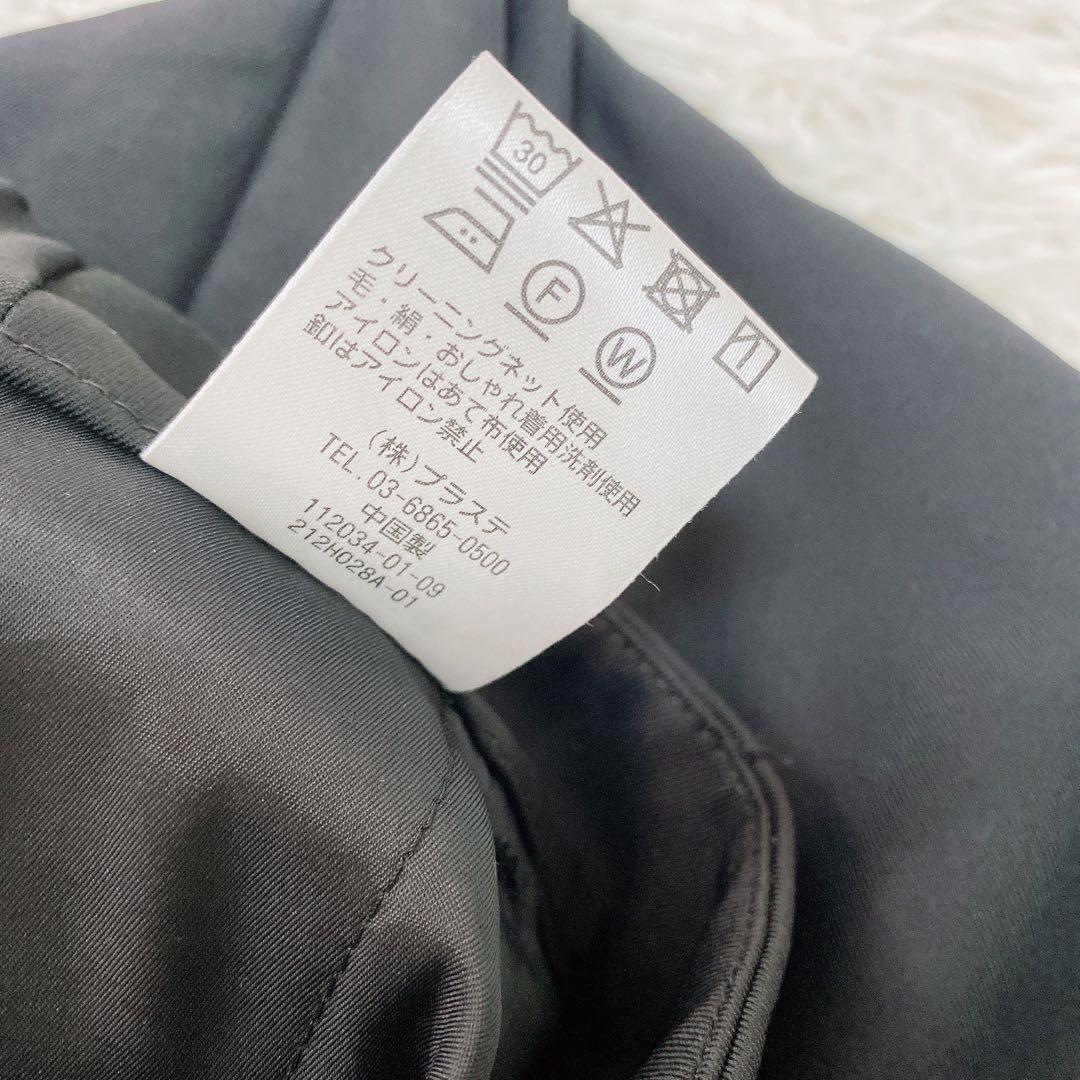 30
F
W
クリーニングネット使用
毛・絹・おしゃれ着用洗剤使用
アイロンはあて布使用
釦はアイロン禁止
(株)プラステ
TEL.03-6865-0500
中国製
112034-01-09
212H028A-01